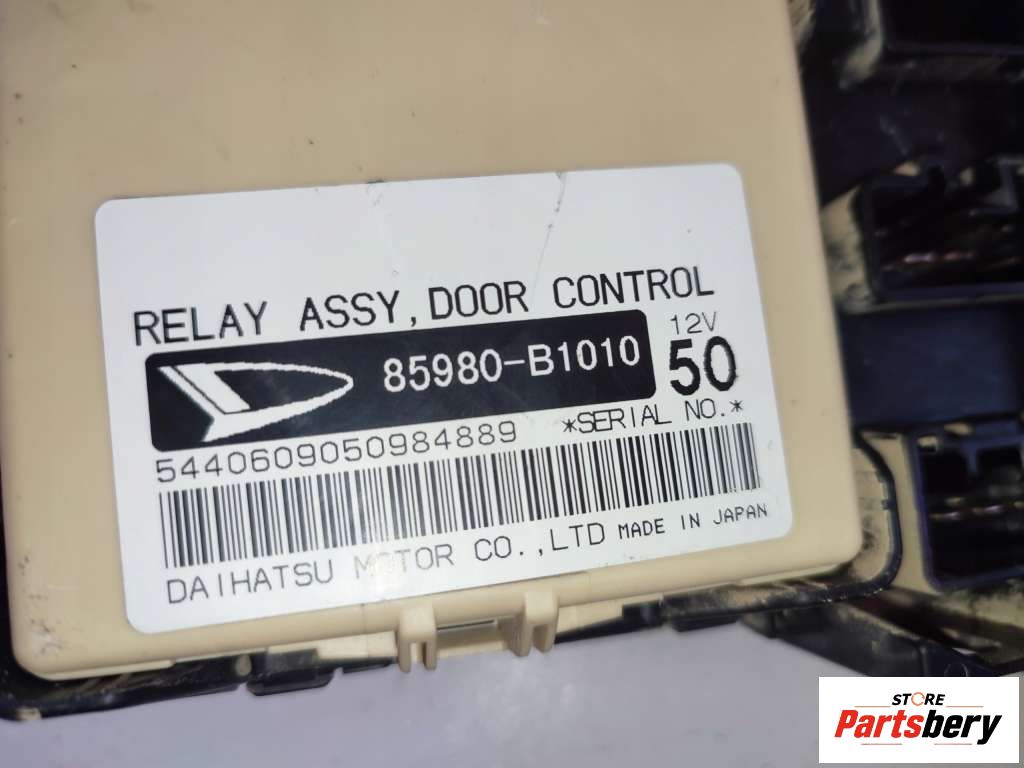 RELAY ASSY, DOOR CONTROL
85980-B1010
12V
50
5440609050984889
*SERIAL NO.*
DAIHATSU MOTOR CO.,LTD MADE IN JAPAN
STORE
Partsbery